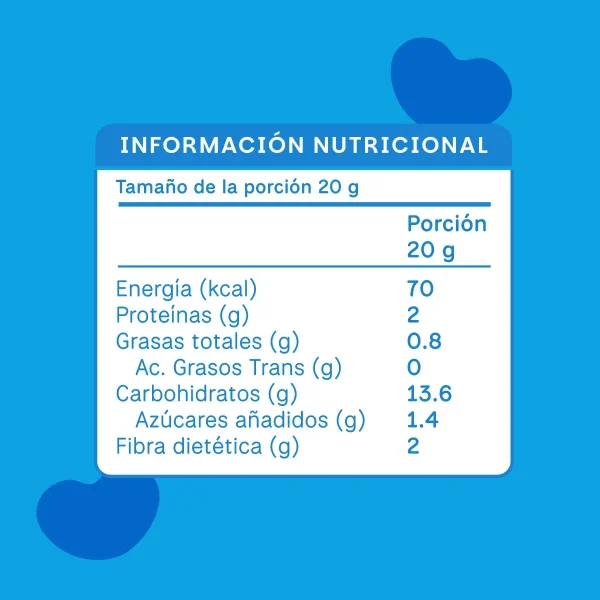 INFORMACIÓN NUTRICIONAL
Tamaño de la porción 20 g
Porción
20 g
Energía (kcal) 70
Proteínas (g) 2
Grasas totales (g) 0.8
Ac. Grasos Trans (g) 0
Carbohidratos (g) 13.6
Azúcares añadidos (g) 1.4
Fibra dietética (g) 2